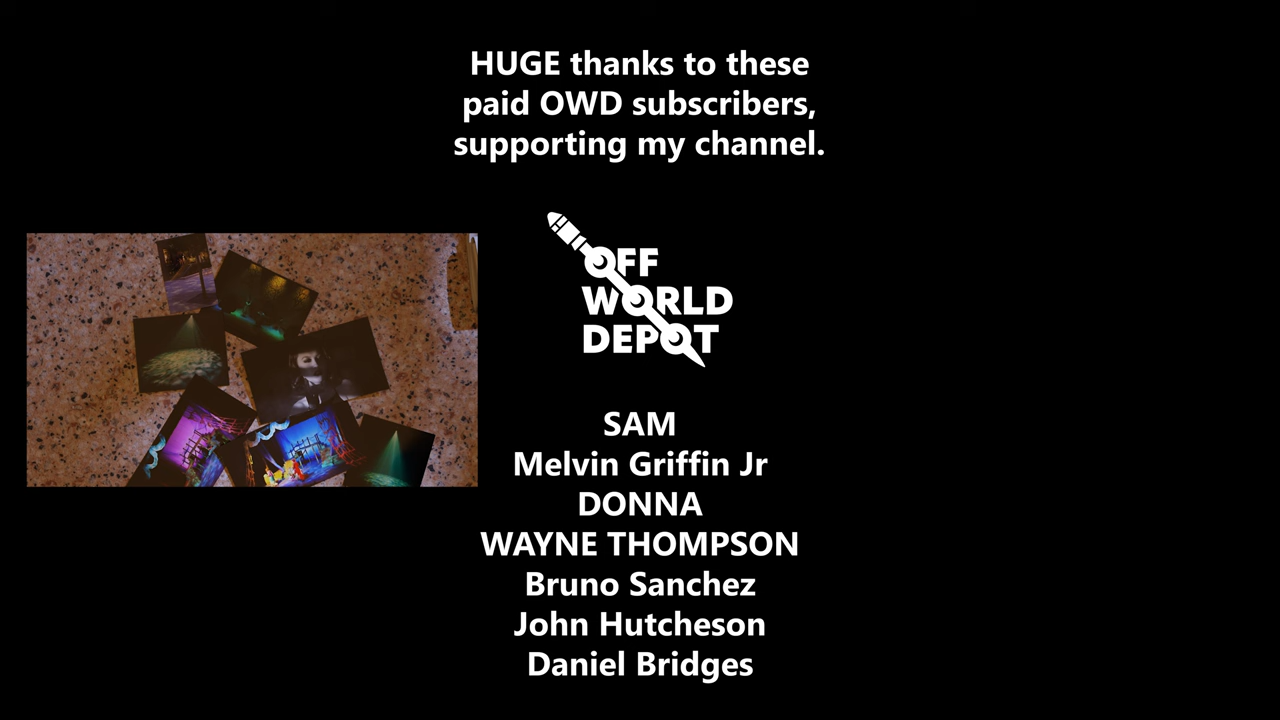 HUGE thanks to these
paid OWD subscribers,
supporting my channel.
OFF
WORLD
DEPOT
SAM
Melvin Griffin Jr
DONNA
WAYNE THOMPSON
Bruno Sanchez
John Hutcheson
Daniel Bridges